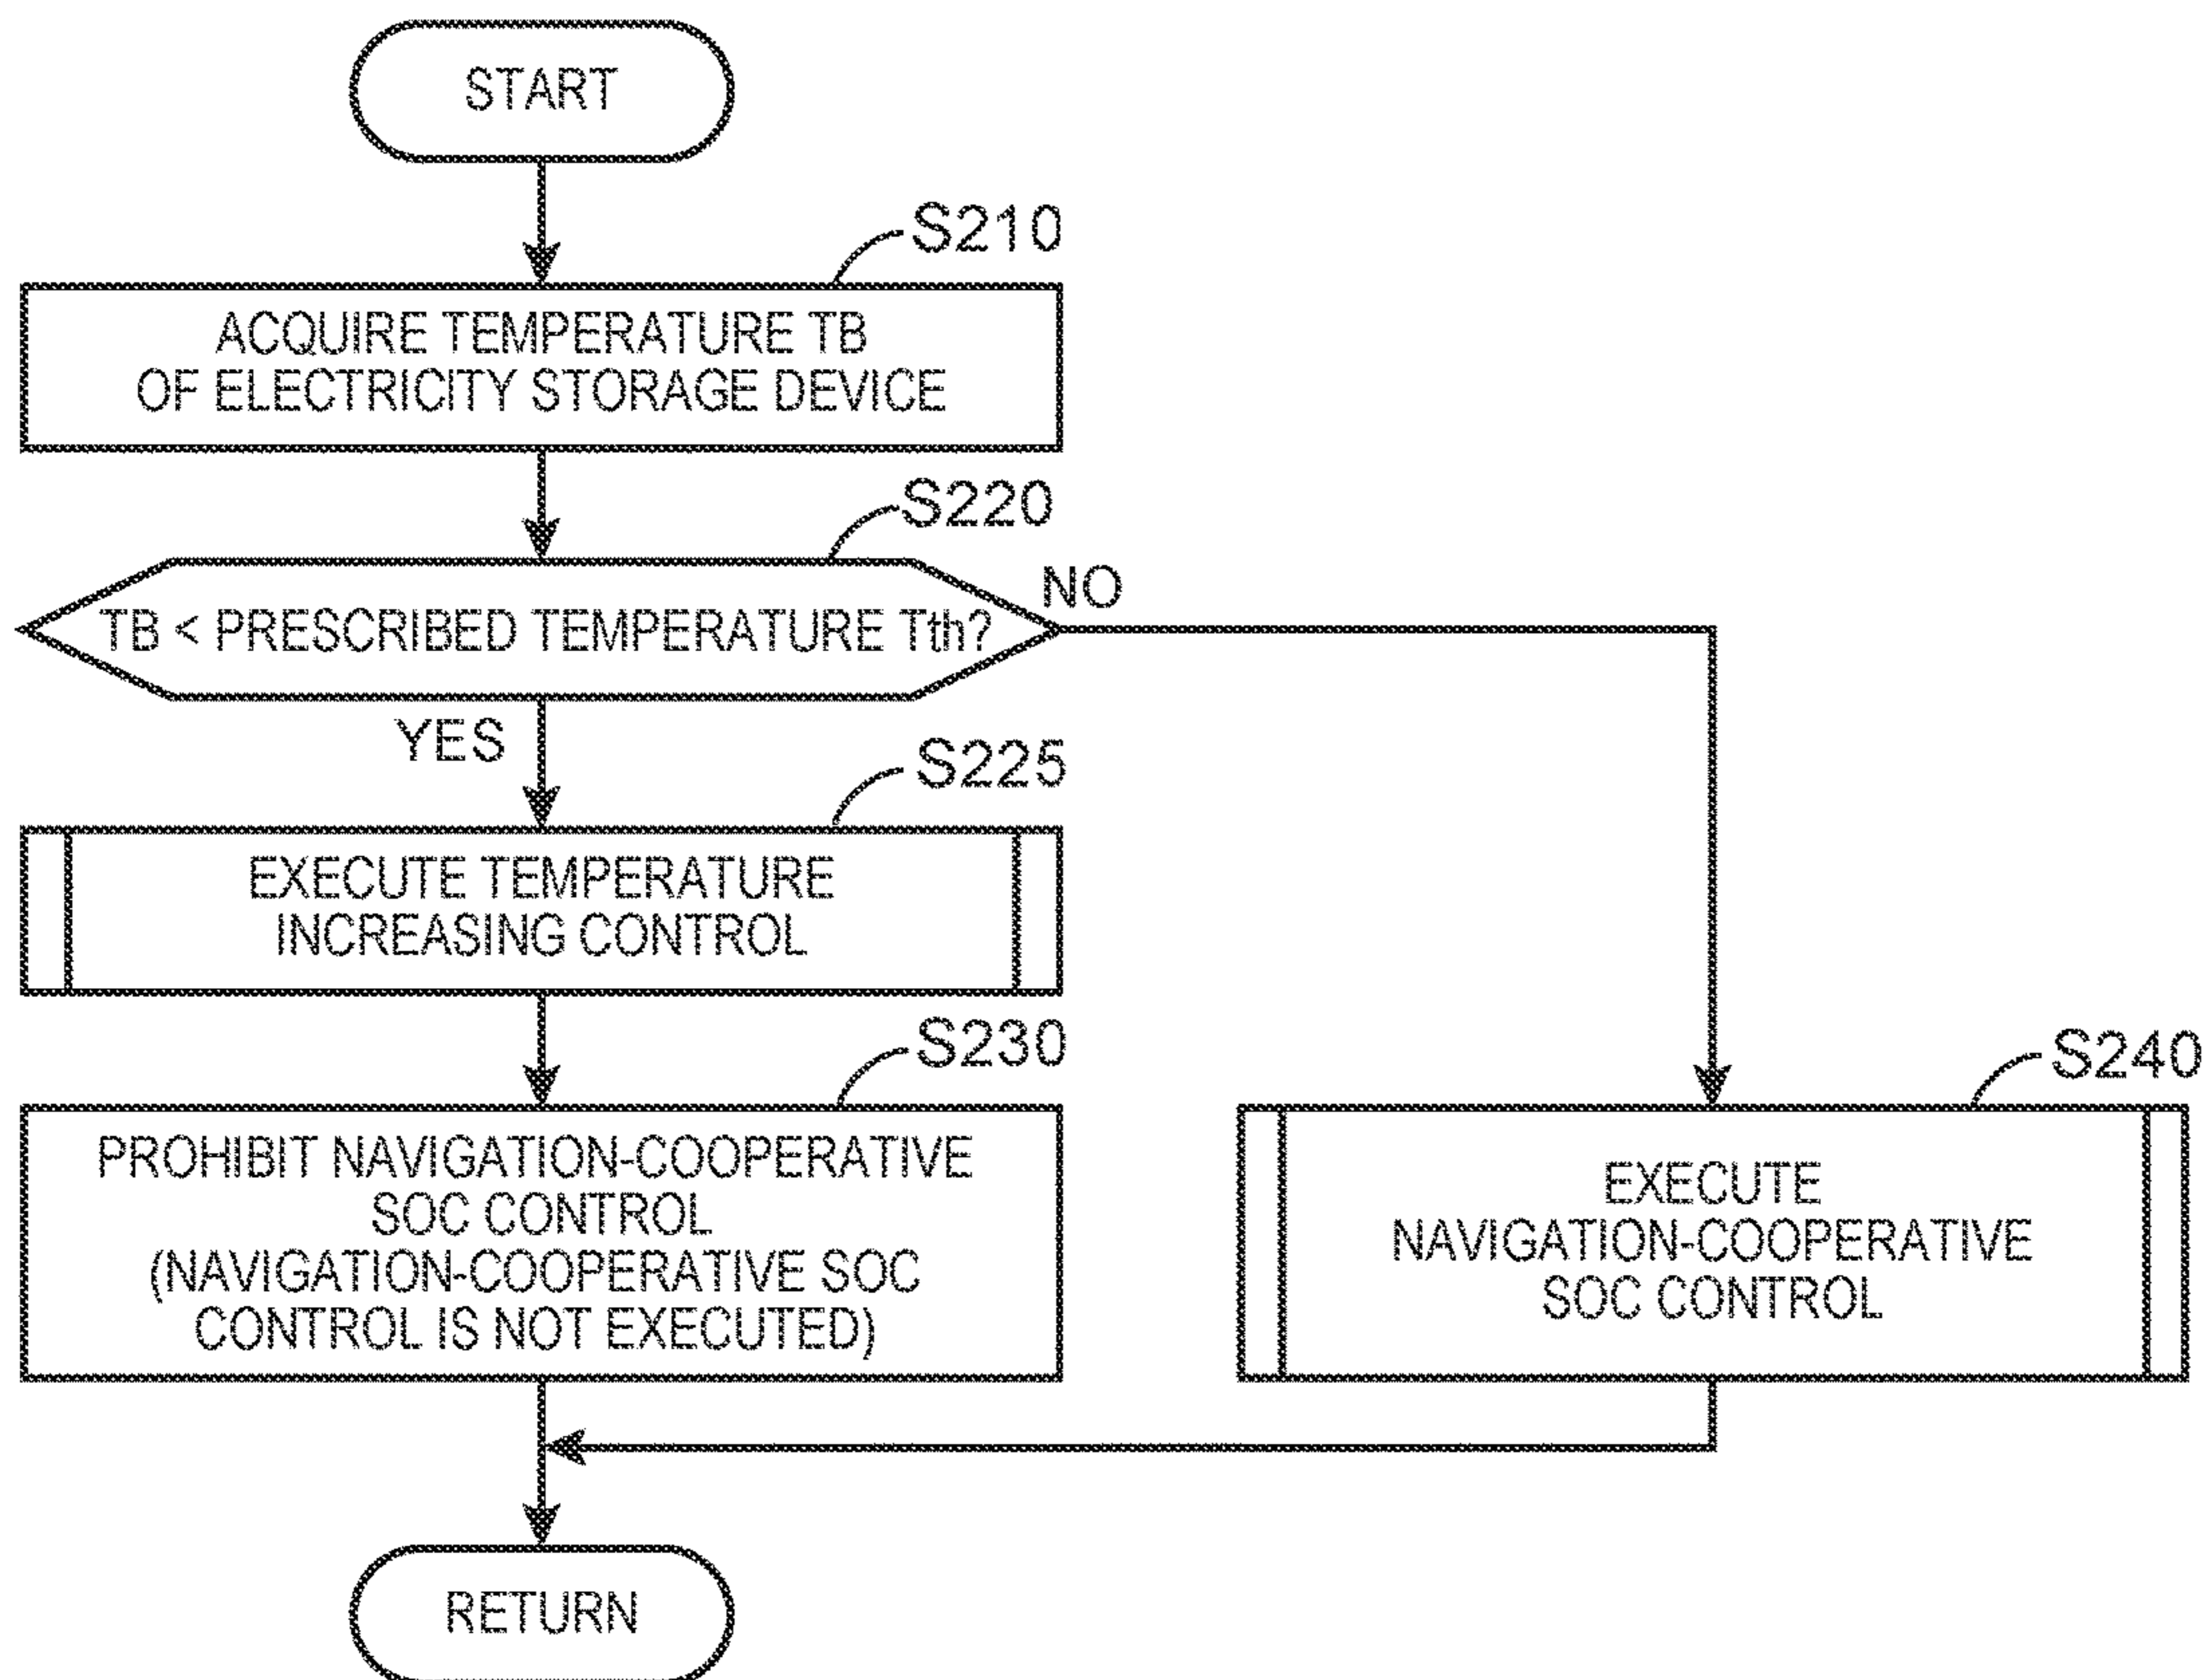 START
S210
ACQUIRE TEMPERATURE TB
OF ELECTRICITY STORAGE DEVICE
S220
TB < PRESCRIBED TEMPERATURE Tth?
NO
YES
S225
EXECUTE TEMPERATURE
INCREASING CONTROL
S230
PROHIBIT NAVIGATION-COOPERATIVE
SOC CONTROL
(NAVIGATION-COOPERATIVE SOC
CONTROL IS NOT EXECUTED)
S240
EXECUTE
NAVIGATION-COOPERATIVE
SOC CONTROL
RETURN